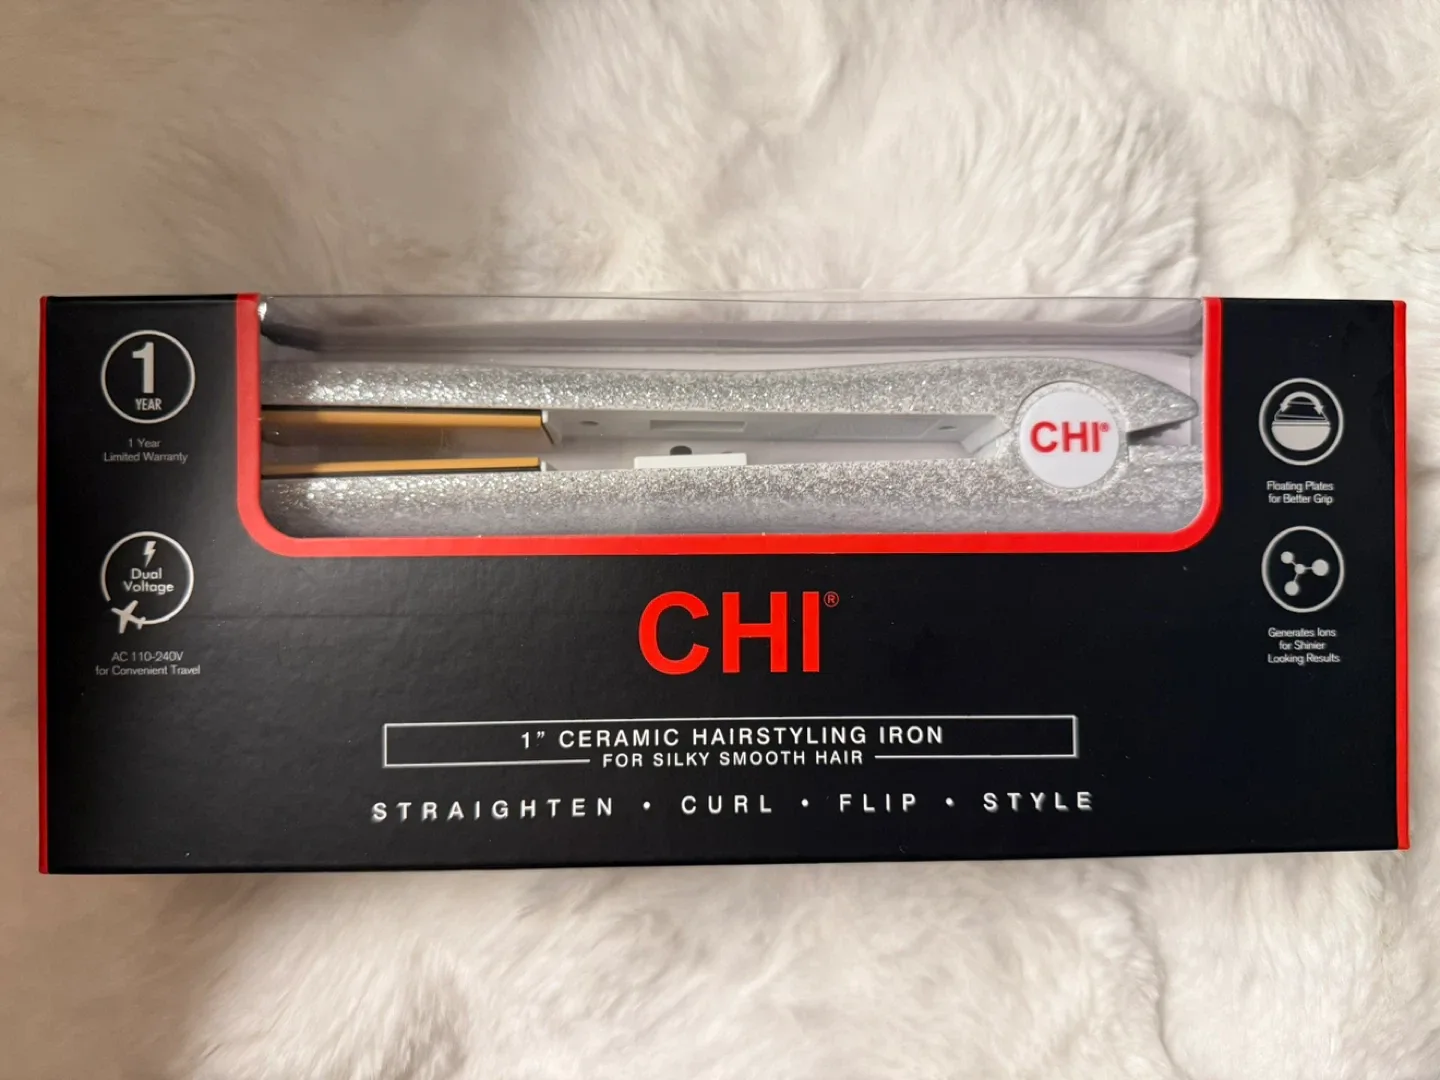 1
YEAR
1 Year
Limited Warranty
Dual
Voltage
AC 110-240V
for Convenient Travel
CHI®
CHI®
1” CERAMIC HAIRSTYLING IRON
FOR SILKY SMOOTH HAIR
STRAIGHTEN • CURL • FLIP • STYLE
Floating Plates
for Better Grip
Generates Ions
for Shinier
Looking Results